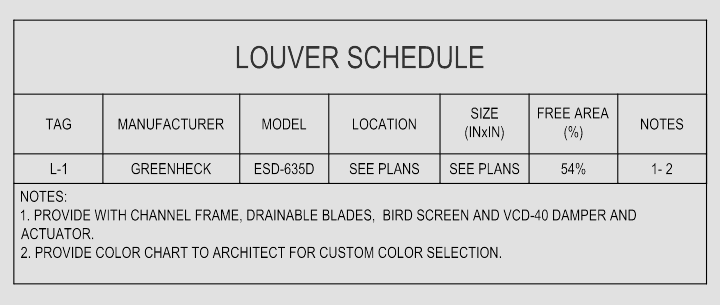 LOUVER SCHEDULE
TAG MANUFACTURER MODEL LOCATION SIZE (INxIN) FREE AREA (%) NOTES
L-1 GREENHECK ESD-635D SEE PLANS SEE PLANS 54% 1- 2
NOTES:
1. PROVIDE WITH CHANNEL FRAME, DRAINABLE BLADES, BIRD SCREEN AND VCD-40 DAMPER AND
ACTUATOR.
2. PROVIDE COLOR CHART TO ARCHITECT FOR CUSTOM COLOR SELECTION.